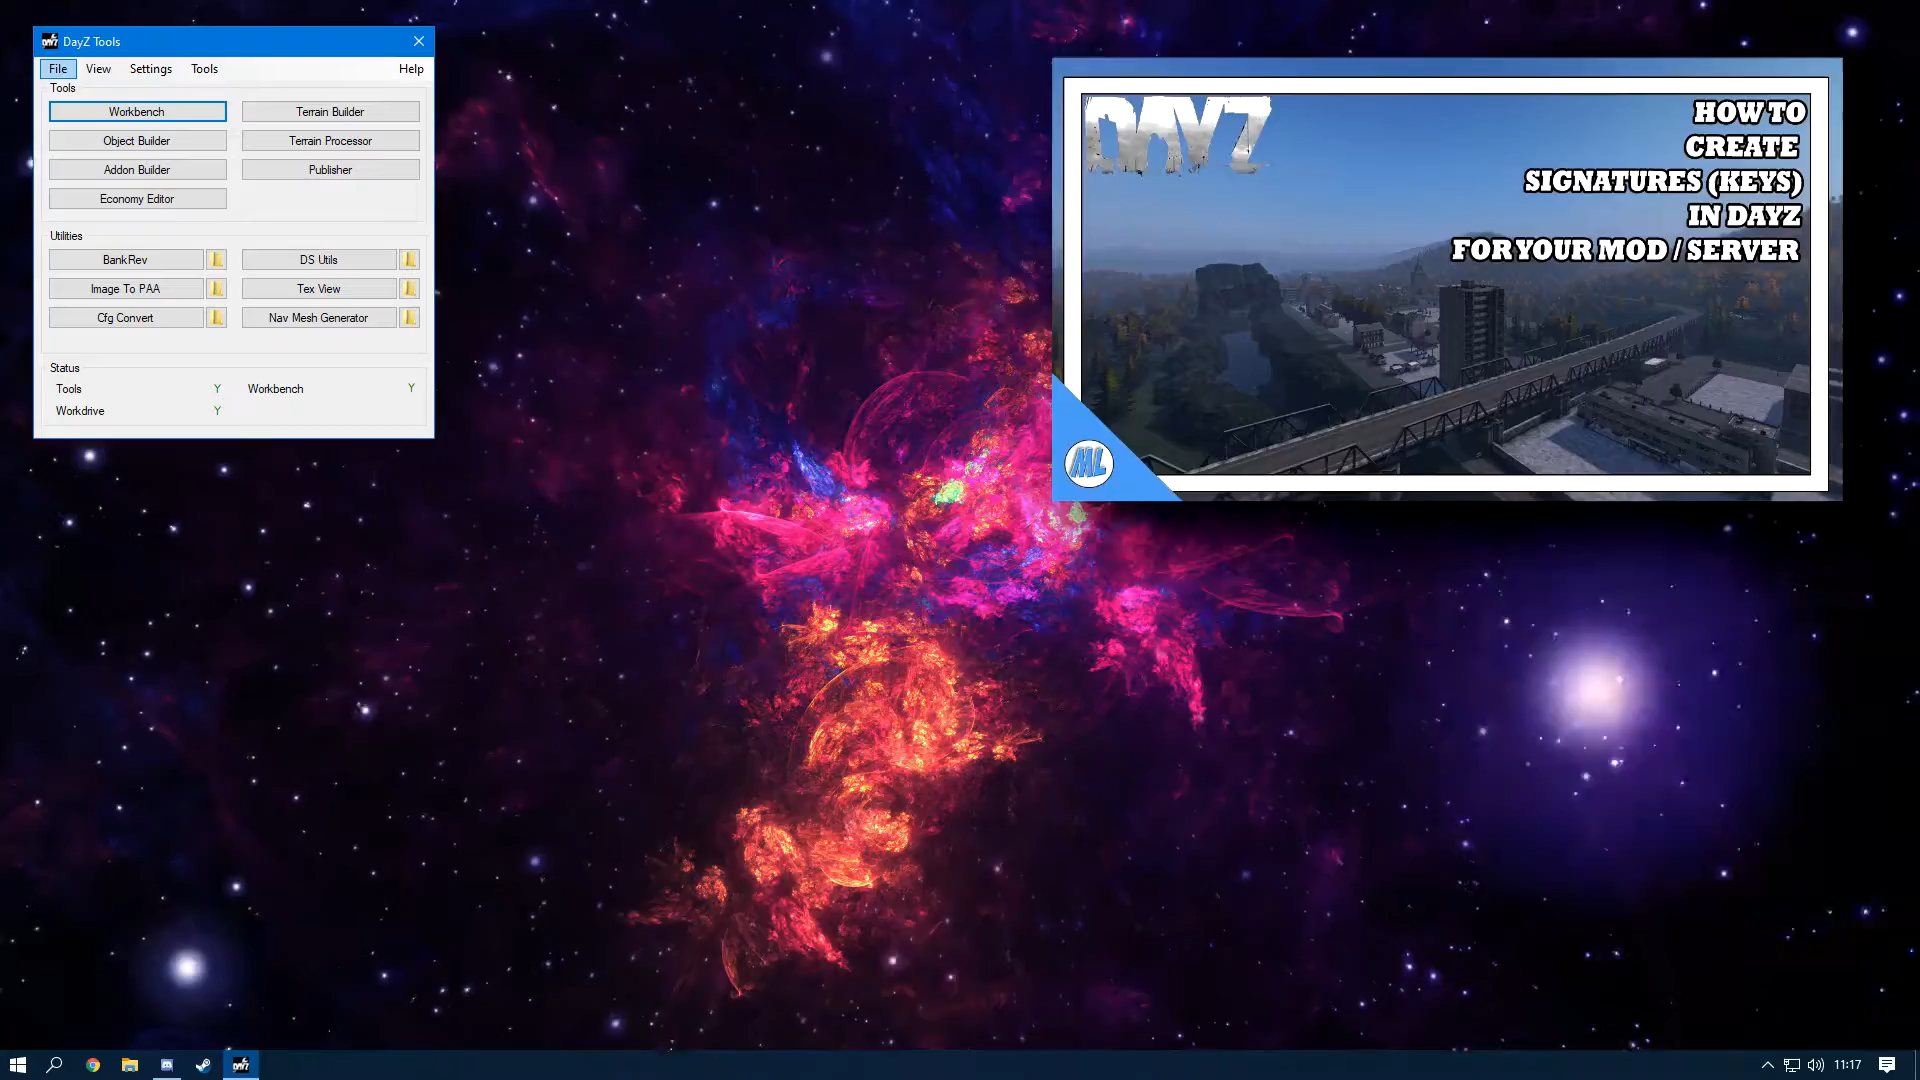 DayZ Tools
File View Settings Tools Help
Tools
Workbench Terrain Builder
Object Builder Terrain Processor
Addon Builder Publisher
Economy Editor
Utilities
BankRev DS Utils
Image To PAA Tex View
Cfg Convert Nav Mesh Generator
Status
Tools Y Workbench Y
Workdrive Y
DAYZ
HOW TO
CREATE
SIGNATURES (KEYS)
IN DAYZ
FOR YOUR MOD / SERVER
ML
11:17